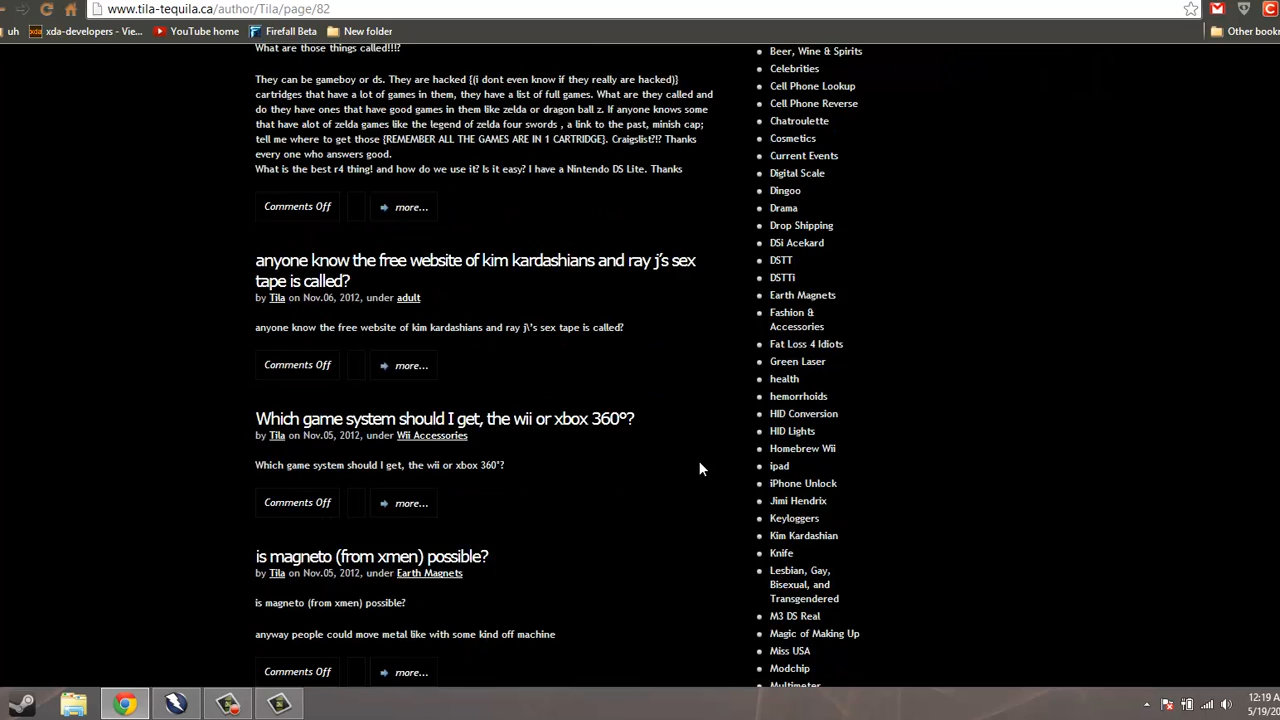 www.tila-tequila.ca/author/Tila/page/82
uh
xda-developers - Vie...
YouTube home
Firefall Beta
New folder
Other bookr
What are those things called!!!?
They can be gameboy or ds. They are hacked [(i dont even know if they really are hacked)}
cartridges that have a lot of games in them, they have a list of full games. What are they called and
do they have ones that have good games in them like zelda or dragon ball z. If anyone knows some
that have alot of zelda games like the legend of zelda four swords , a link to the past, minish cap;
tell me where to get those [REMEMBER ALL THE GAMES ARE IN 1 CARTRIDGE}. Craigslist?!? Thanks
every one who answers good.
What is the best r4 thing! and how do we use it? Is it easy? I have a Nintendo DS Lite. Thanks
Comments Off
more...
anyone know the free website of kim kardashians and ray j's sex
tape is called?
by Tila on Nov.06, 2012, under adult
anyone know the free website of kim kardashians and ray j\'s sex tape is called?
Comments Off
more...
Which game system should I get, the wii or xbox 360°?
by Tila on Nov.05, 2012, under Wii Accessories
Which game system should I get, the wii or xbox 360°?
Comments Off
more...
is magneto (from xmen) possible?
by Tila on Nov.05, 2012, under Earth Magnets
is magneto (from xmen) possible?
anyway people could move metal like with some kind off machine
Comments Off
more...
Beer, Wine & Spirits
Celebrities
Cell Phone Lookup
Cell Phone Reverse
Chatroulette
Cosmetics
Current Events
Digital Scale
Dingoo
Drama
Drop Shipping
DSi Acekard
DSTT
DSTTi
Earth Magnets
Fashion &
Accessories
Fat Loss 4 Idiots
Green Laser
health
hemorrhoids
HID Conversion
HID Lights
Homebrew Wii
ipad
iPhone Unlock
Jimi Hendrix
Keyloggers
Kim Kardashian
Knife
Lesbian, Gay,
Bisexual, and
Transgendered
M3 DS Real
Magic of Making Up
Miss USA
Modchip
Multimeter
12:19 A
5/19/20